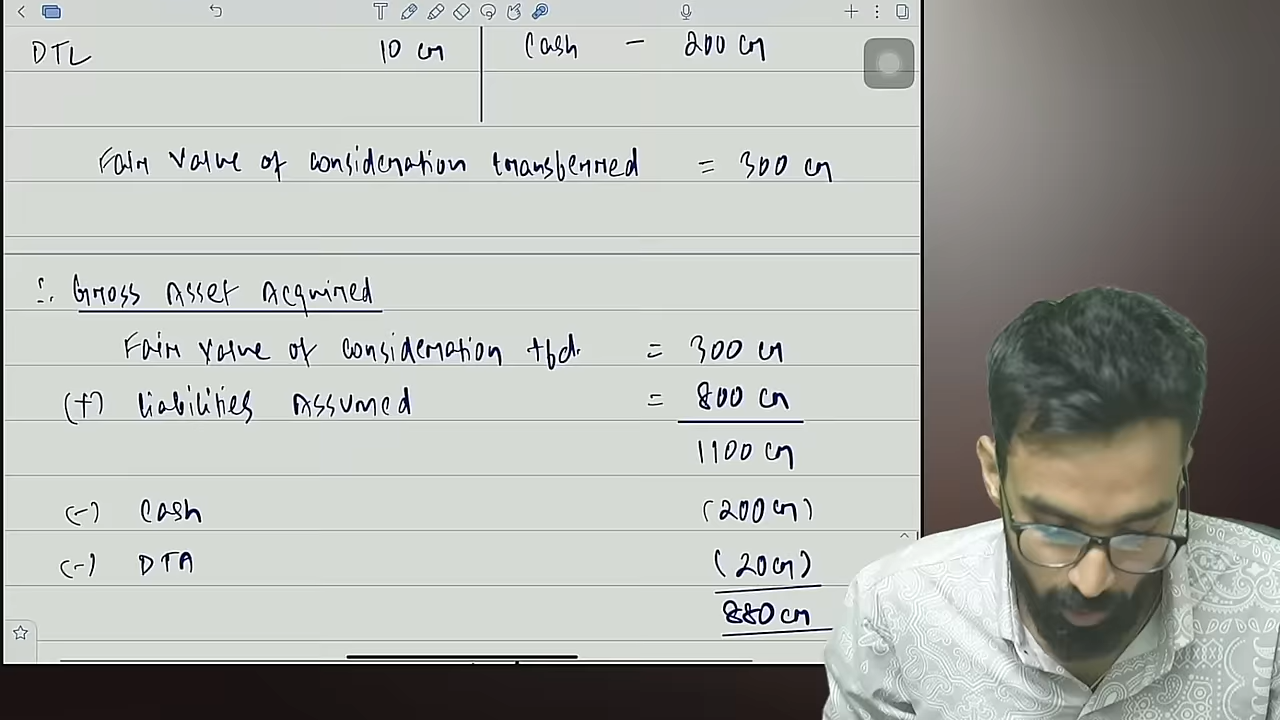 DTL 10 cr Cash - 200 cr
Fair Value of consideration transferred = 300 cr
∴ Gross Asset Acquired
Fair Value of consideration tfd. = 300 cr
(+) Liabilities Assumed = 800 cr
1100 cr
(-) Cash (200 cr)
(-) DTA (20 cr)
880 cr